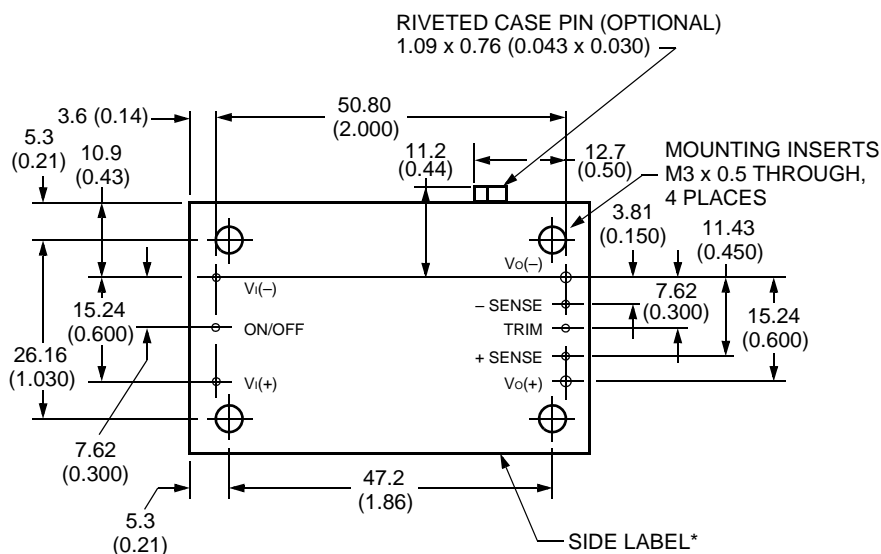 RIVETED CASE PIN (OPTIONAL)
1.09 x 0.76 (0.043 x 0.030)
50.80
(2.000)
3.6 (0.14)
5.3
(0.21)
10.9
(0.43)
11.2
(0.44)
12.7
(0.50)
MOUNTING INSERTS
M3 x 0.5 THROUGH,
4 PLACES
3.81
(0.150)
11.43
(0.450)
VO(–)
VI(–)
– SENSE
7.62
(0.300)
15.24
(0.600)
ON/OFF
TRIM
15.24
(0.600)
26.16
(1.030)
+ SENSE
VI(+)
VO(+)
7.62
(0.300)
47.2
(1.86)
5.3
(0.21)
SIDE LABEL*